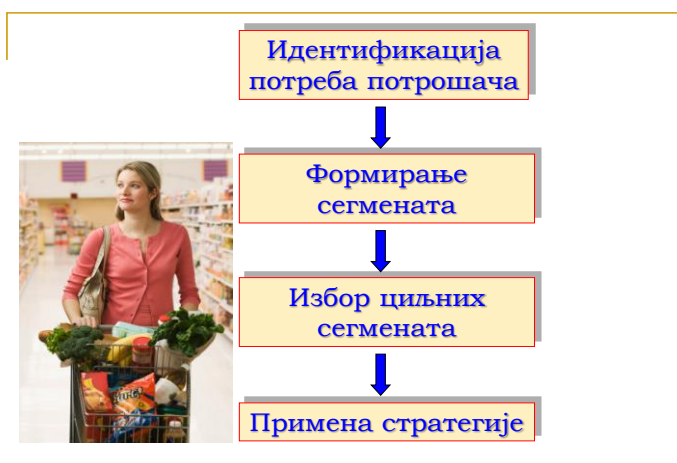 Идентификација
потреба потрошача
Формирање
сегмената
Избор циљних
сегмената
Примена стратегије